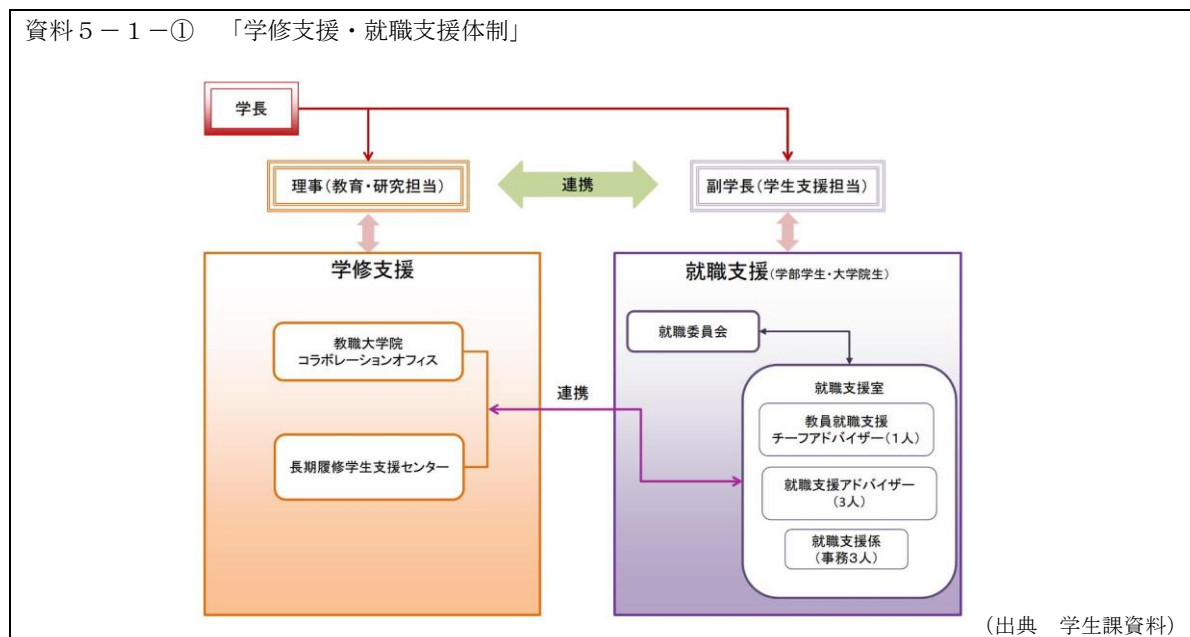 資料5-1-① 「学修支援・就職支援体制」
学長
理事(教育・研究担当)
連携
副学長(学生支援担当)
学修支援
就職支援(学部学生・大学院生)
教職大学院
コラボレーションオフィス
長期履修学生支援センター
連携
就職委員会
就職支援室
教員就職支援
チーフアドバイザー(1人)
就職支援アドバイザー
(3人)
就職支援係
(事務3人)
(出典 学生課資料)